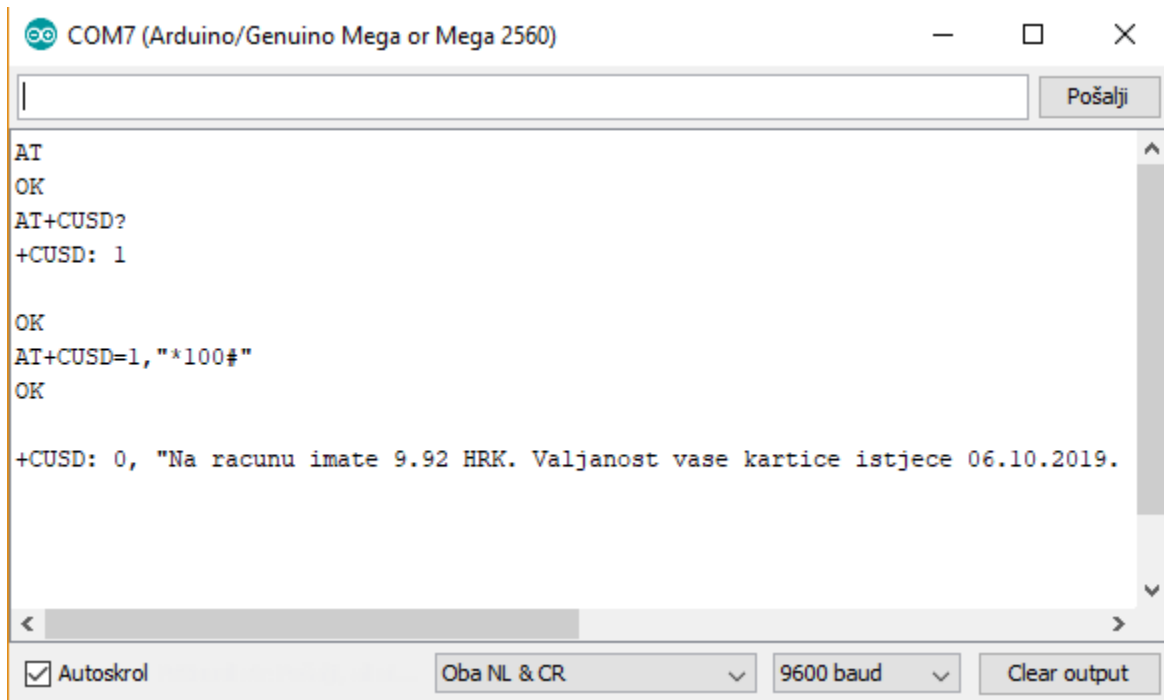 COM7 (Arduino/Genuino Mega or Mega 2560)
Pošalji
AT
OK
AT+CUSD?
+CUSD: 1
OK
AT+CUSD=1,"*100#"
OK
+CUSD: 0, "Na racunu imate 9.92 HRK. Valjanost vase kartice istjece 06.10.2019.
Autoskrol
Oba NL & CR
9600 baud
Clear output